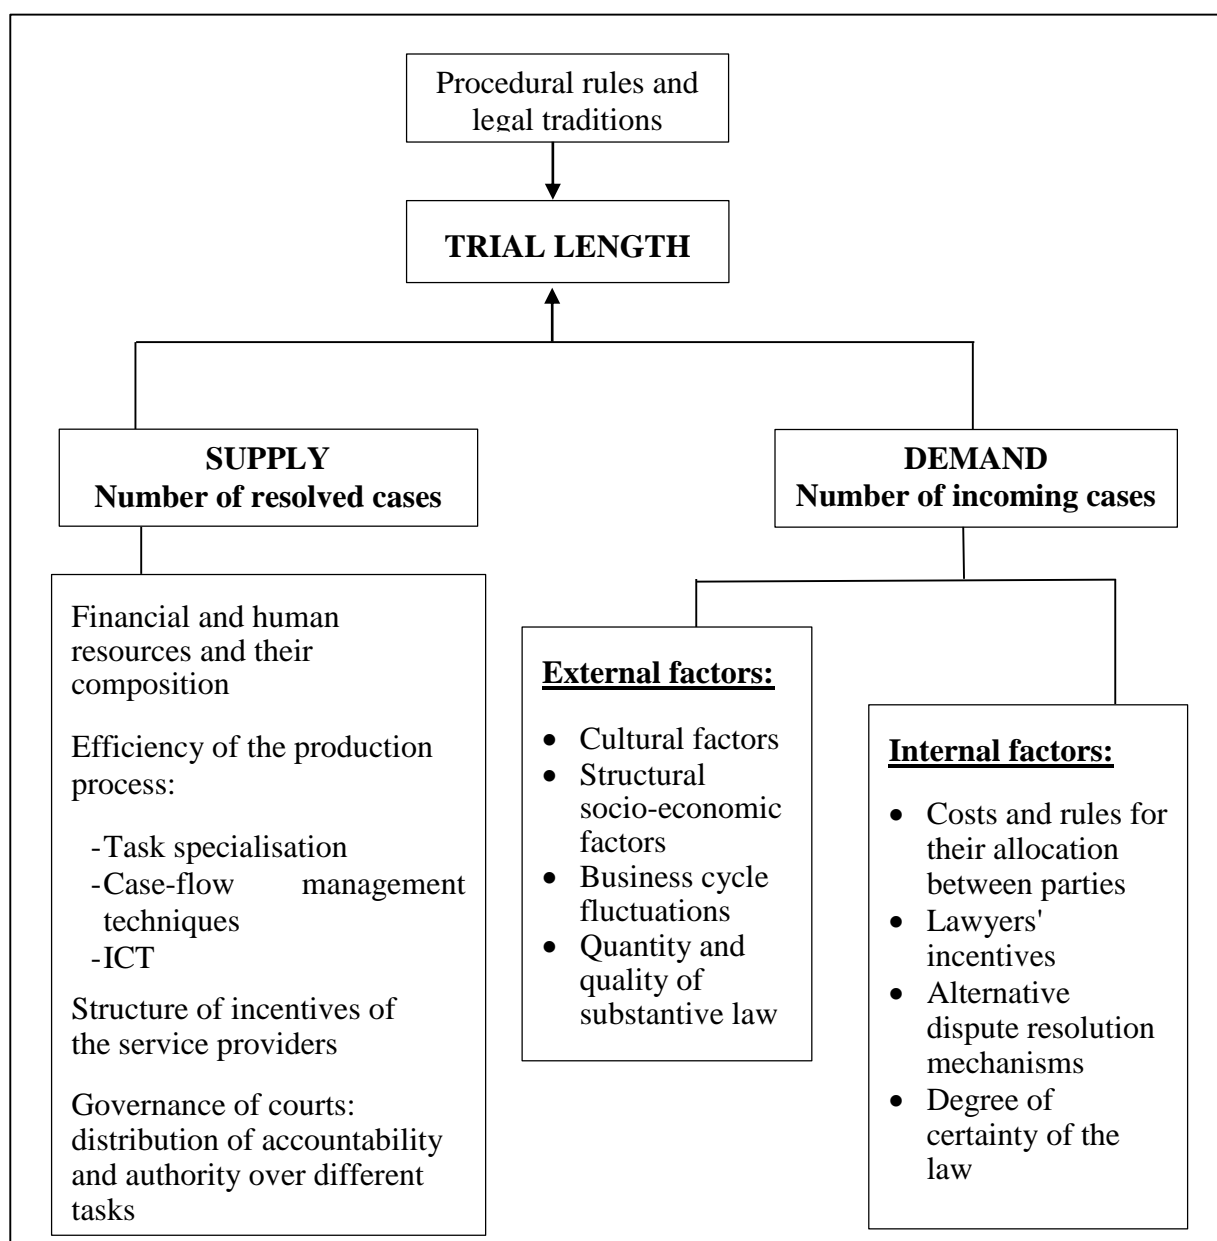 Procedural rules and
legal traditions
TRIAL LENGTH
SUPPLY
Number of resolved cases
DEMAND
Number of incoming cases
Financial and human
resources and their
composition
Efficiency of the production
process:
-Task specialisation
-Case-flow management
techniques
-ICT
Structure of incentives of
the service providers
Governance of courts:
distribution of accountability
and authority over different
tasks
External factors:
• Cultural factors
• Structural
socio-economic
factors
• Business cycle
fluctuations
• Quantity and
quality of
substantive law
Internal factors:
• Costs and rules for
their allocation
between parties
• Lawyers'
incentives
• Alternative
dispute resolution
mechanisms
• Degree of
certainty of the
law